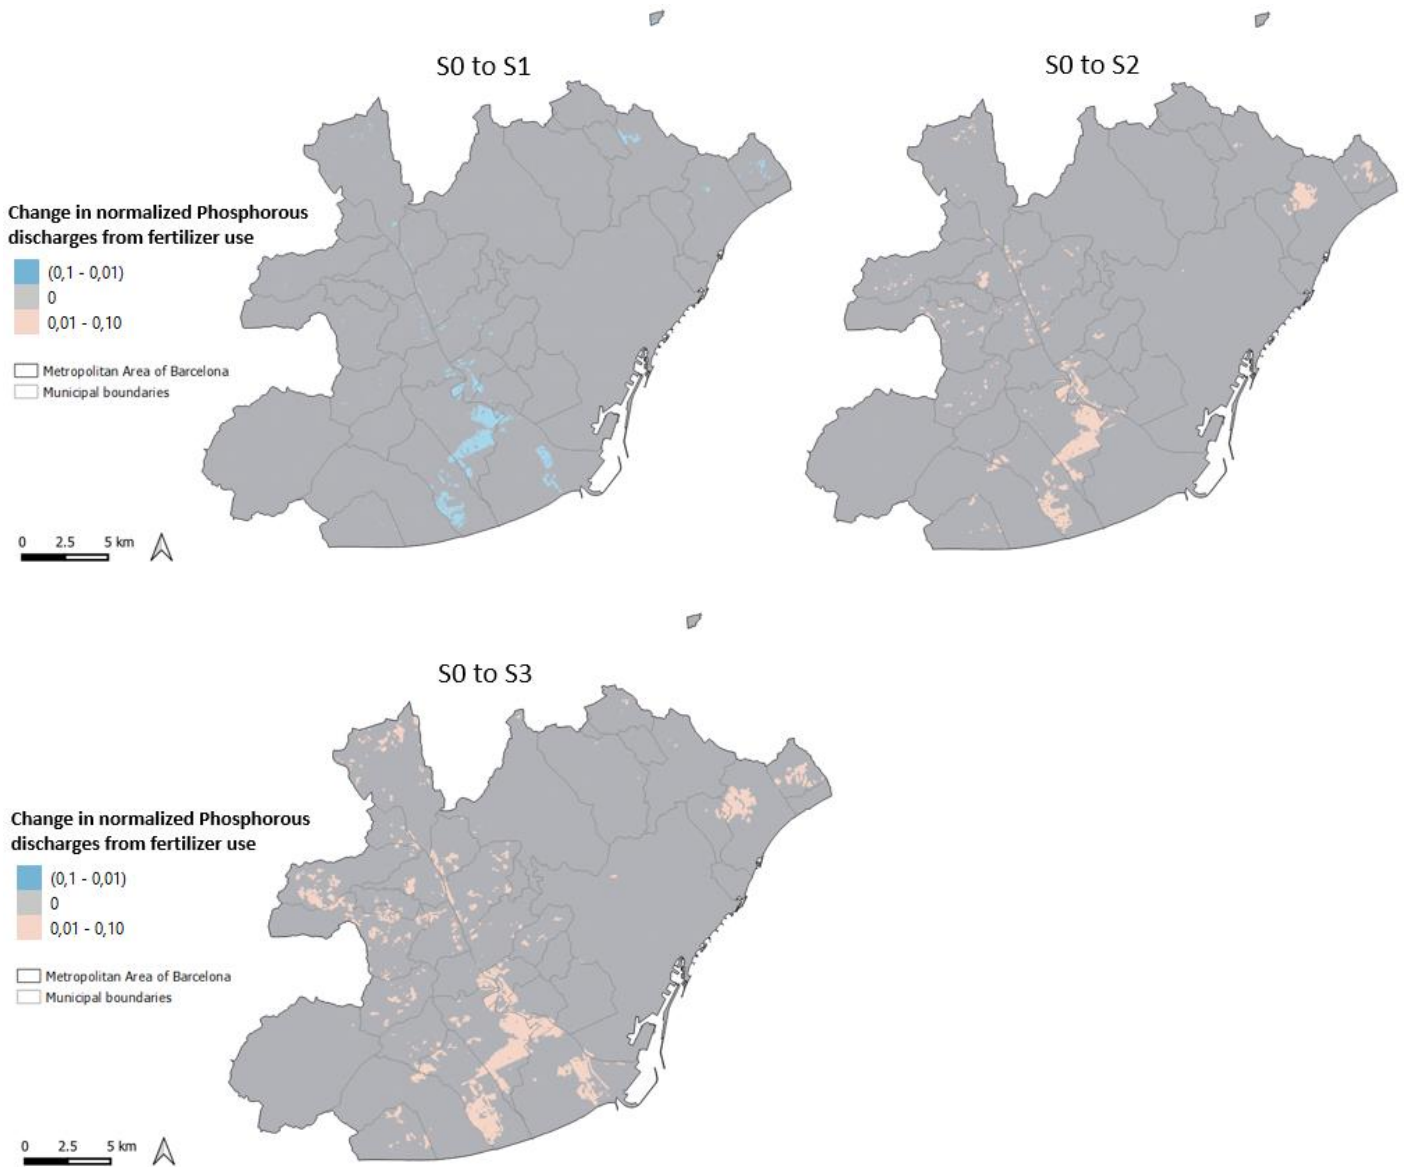 S0 to S1
S0 to S2
Change in normalized Phosphorous
discharges from fertilizer use
(0,1 - 0,01)
0
0,01 - 0,10
Metropolitan Area of Barcelona
Municipal boundaries
0 2.5 5 km
S0 to S3
Change in normalized Phosphorous
discharges from fertilizer use
(0,1 - 0,01)
0
0,01 - 0,10
Metropolitan Area of Barcelona
Municipal boundaries
0 2.5 5 km